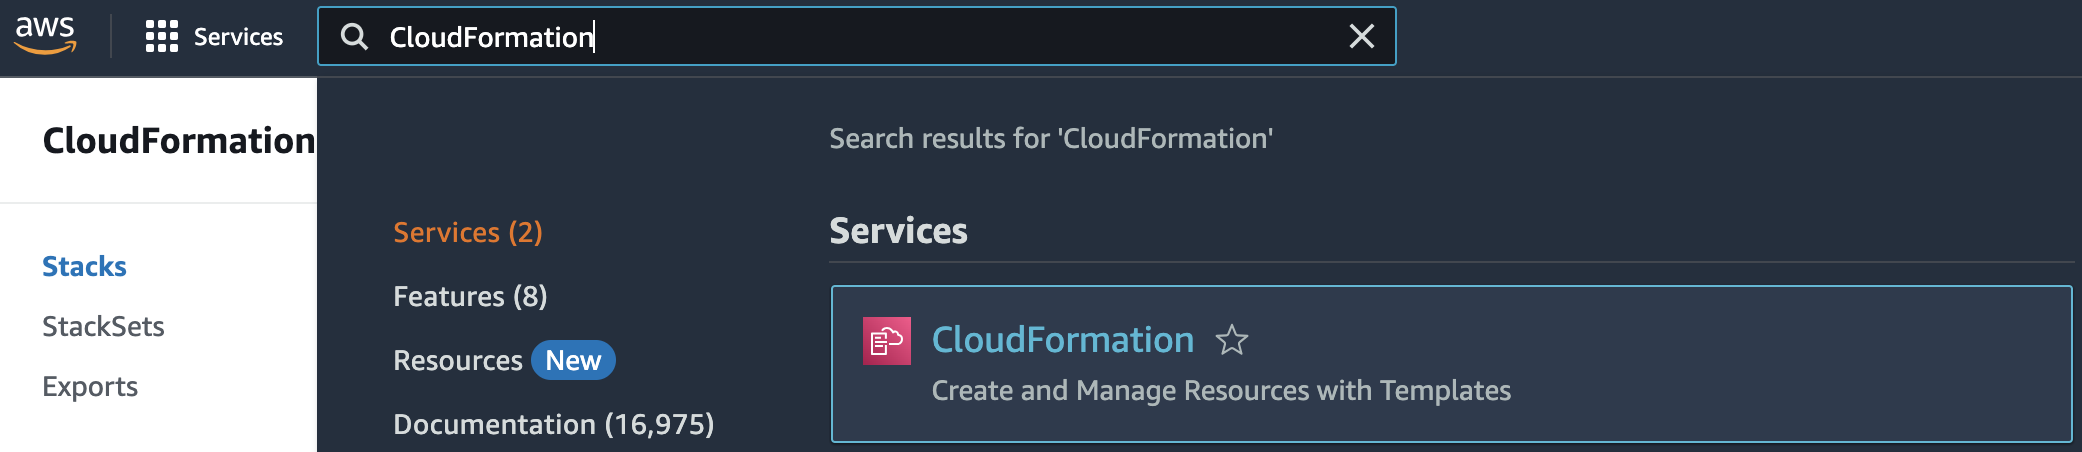 aws
Services
CloudFormation
CloudFormation
Stacks
StackSets
Exports
Services (2)
Features (8)
Resources New
Documentation (16,975)
Search results for 'CloudFormation'
Services
CloudFormation
Create and Manage Resources with Templates